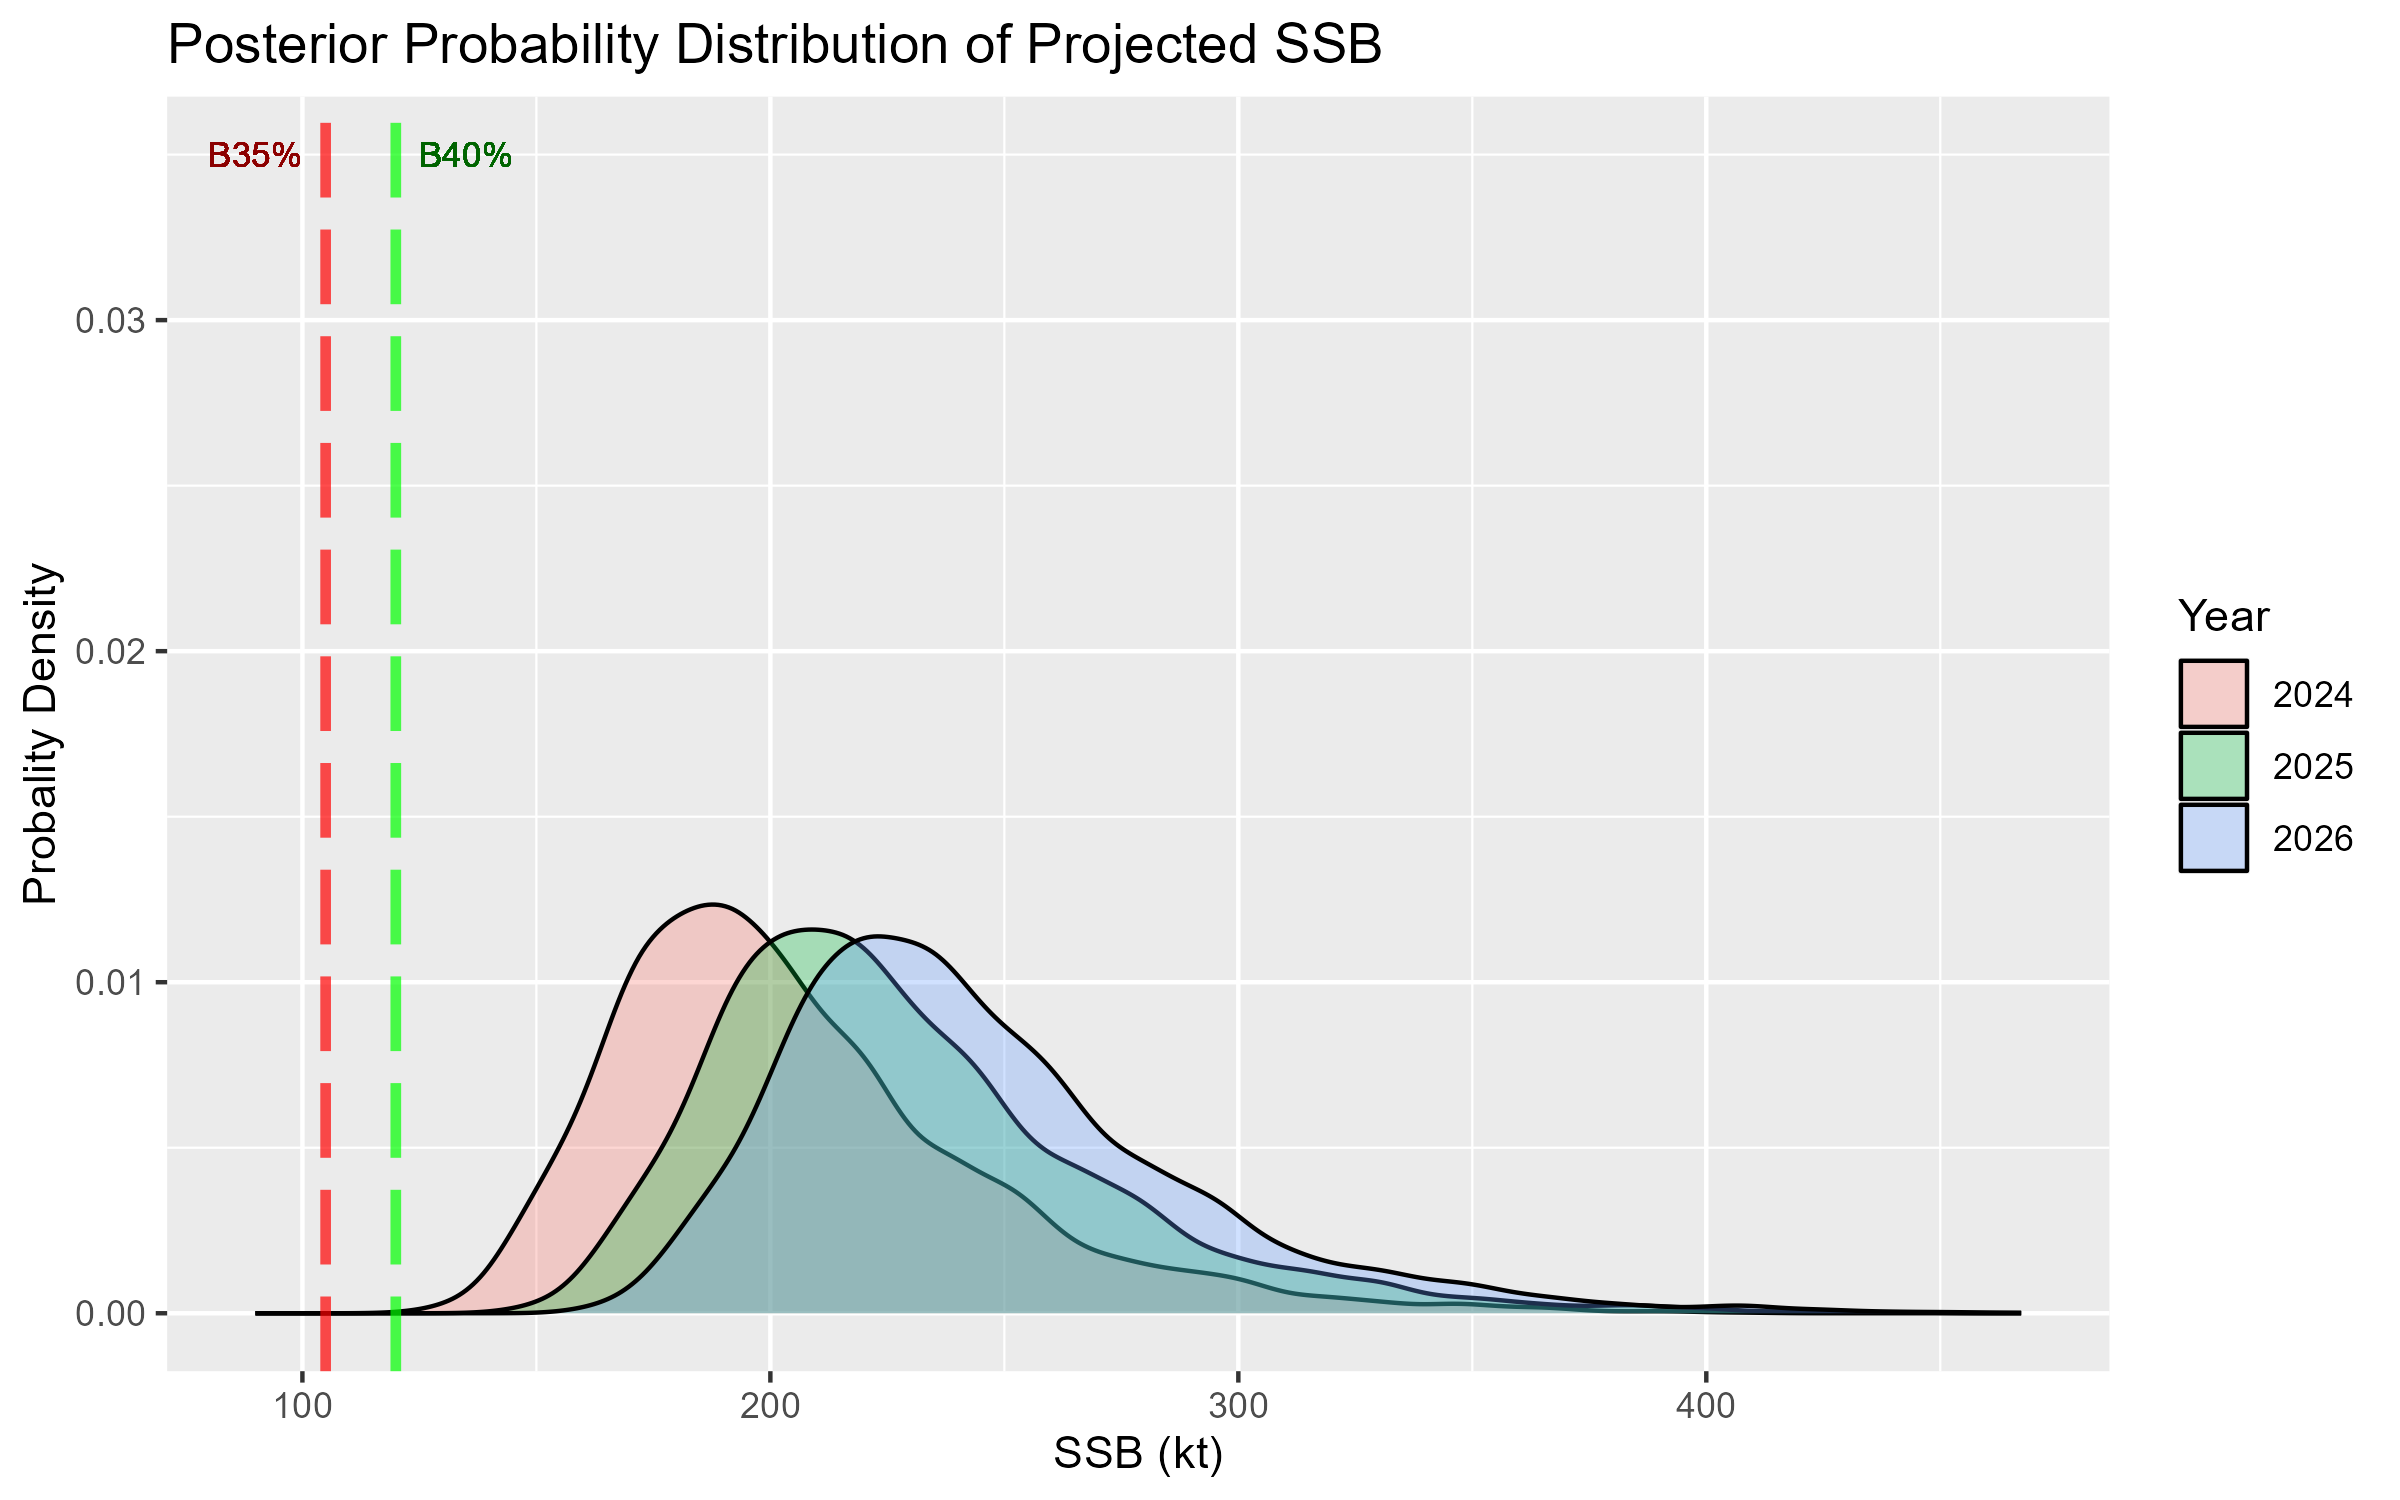 Posterior Probability Distribution of Projected SSB
B35%
B40%
0.03
0.02
0.01
0.00
Probability Density
100
200
300
400
SSB (kt)
Year
2024
2025
2026